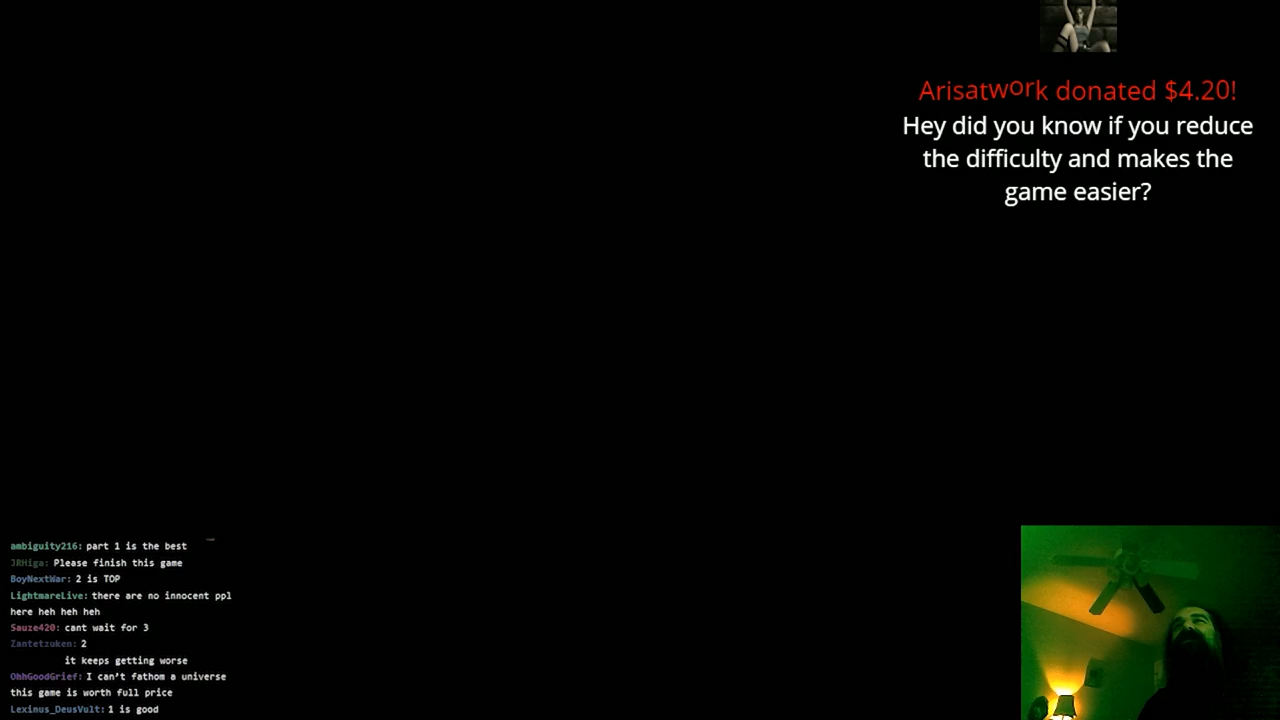 Arisatwork donated $4.20!
Hey did you know if you reduce
the difficulty and makes the
game easier?
ambiguity216: part 1 is the best
JRHiga: Please finish this game
BoyNextWar: 2 is TOP
LightmareLive: there are no innocent ppl
here heh heh heh
Sauze420: cant wait for 3
Zantetzuken: 2
it keeps getting worse
OhhGoodGrief: I can't fathom a universe
this game is worth full price
Lexinus_DeusVult: 1 is good